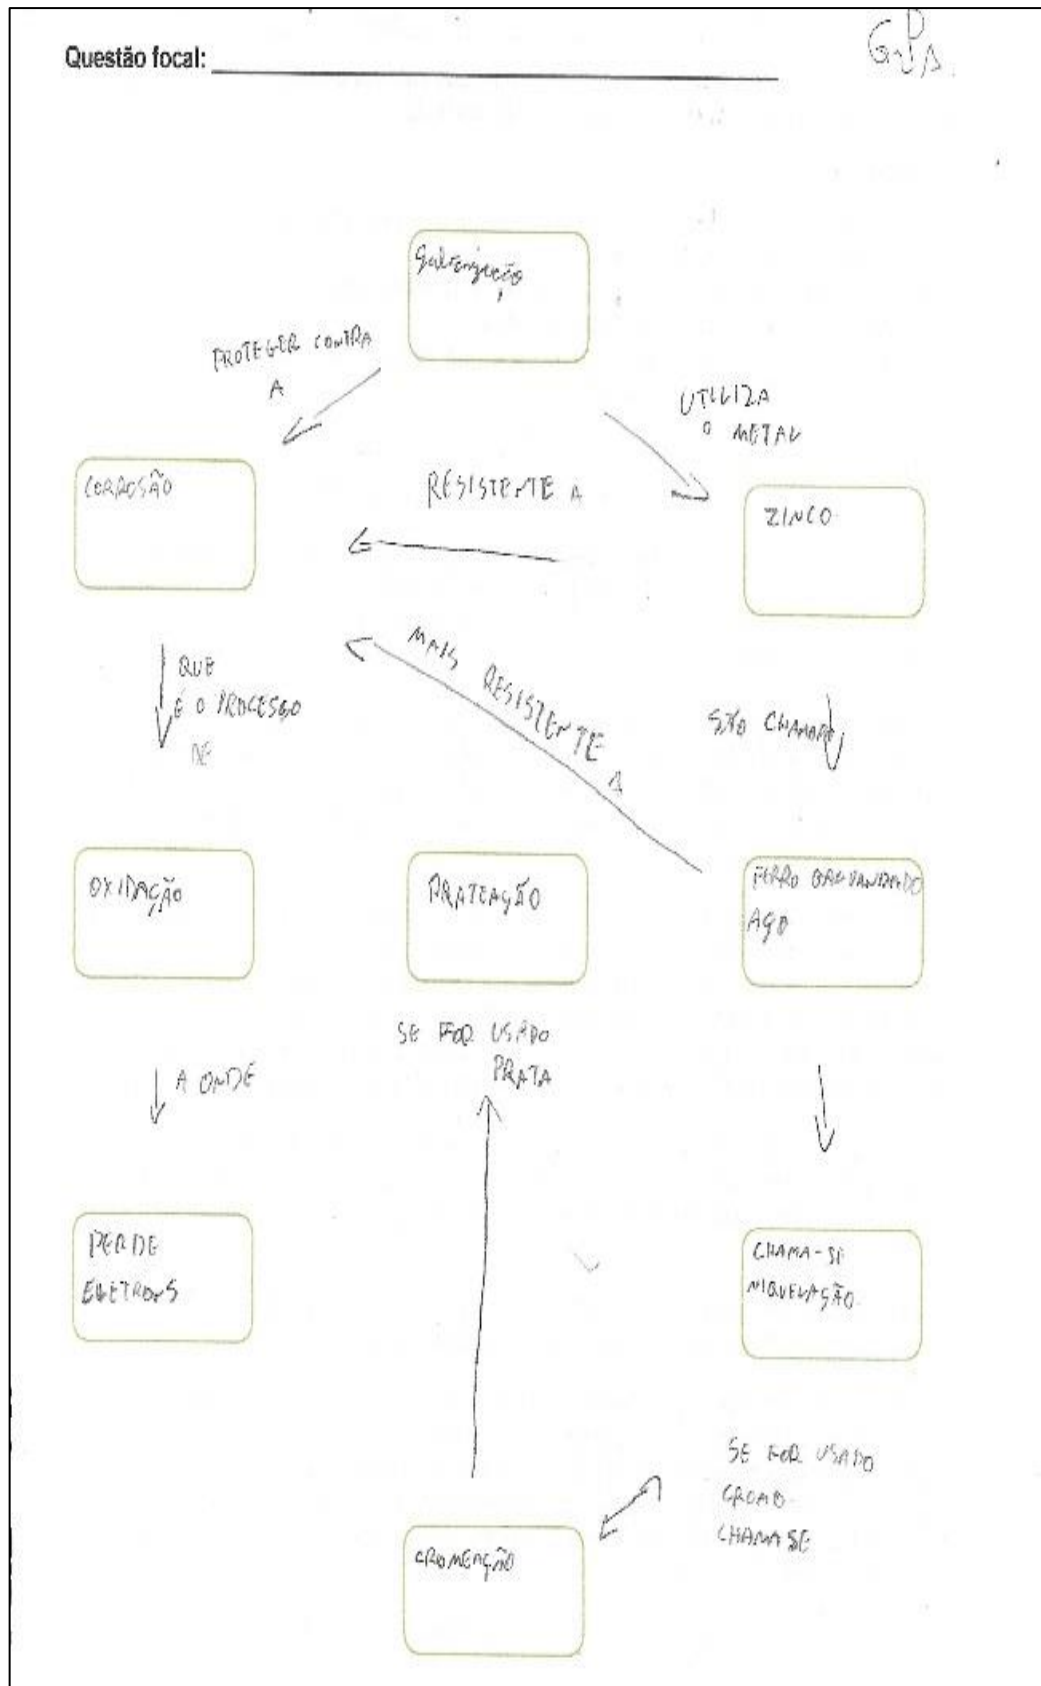 Questão focal:
galvanização
PROTEGER CONTRA
A
UTILIZA
O METAL
CORROSÃO
RESISTENTE A
ZINCO
QUE
É O PROCESSO
DE
MAIS RESISTENTE A
SÃO
OXIDAÇÃO
PRATEAÇÃO
FERRO GALVANIZADO
AÇO
SE FOR USADO
PRATA
A ONDE
PERDE
ELETRONS
CHAMA-SE
NIQUELAÇÃO
SE FOR USADO
CROMO
CHAMA SE
CROMEAÇÃO